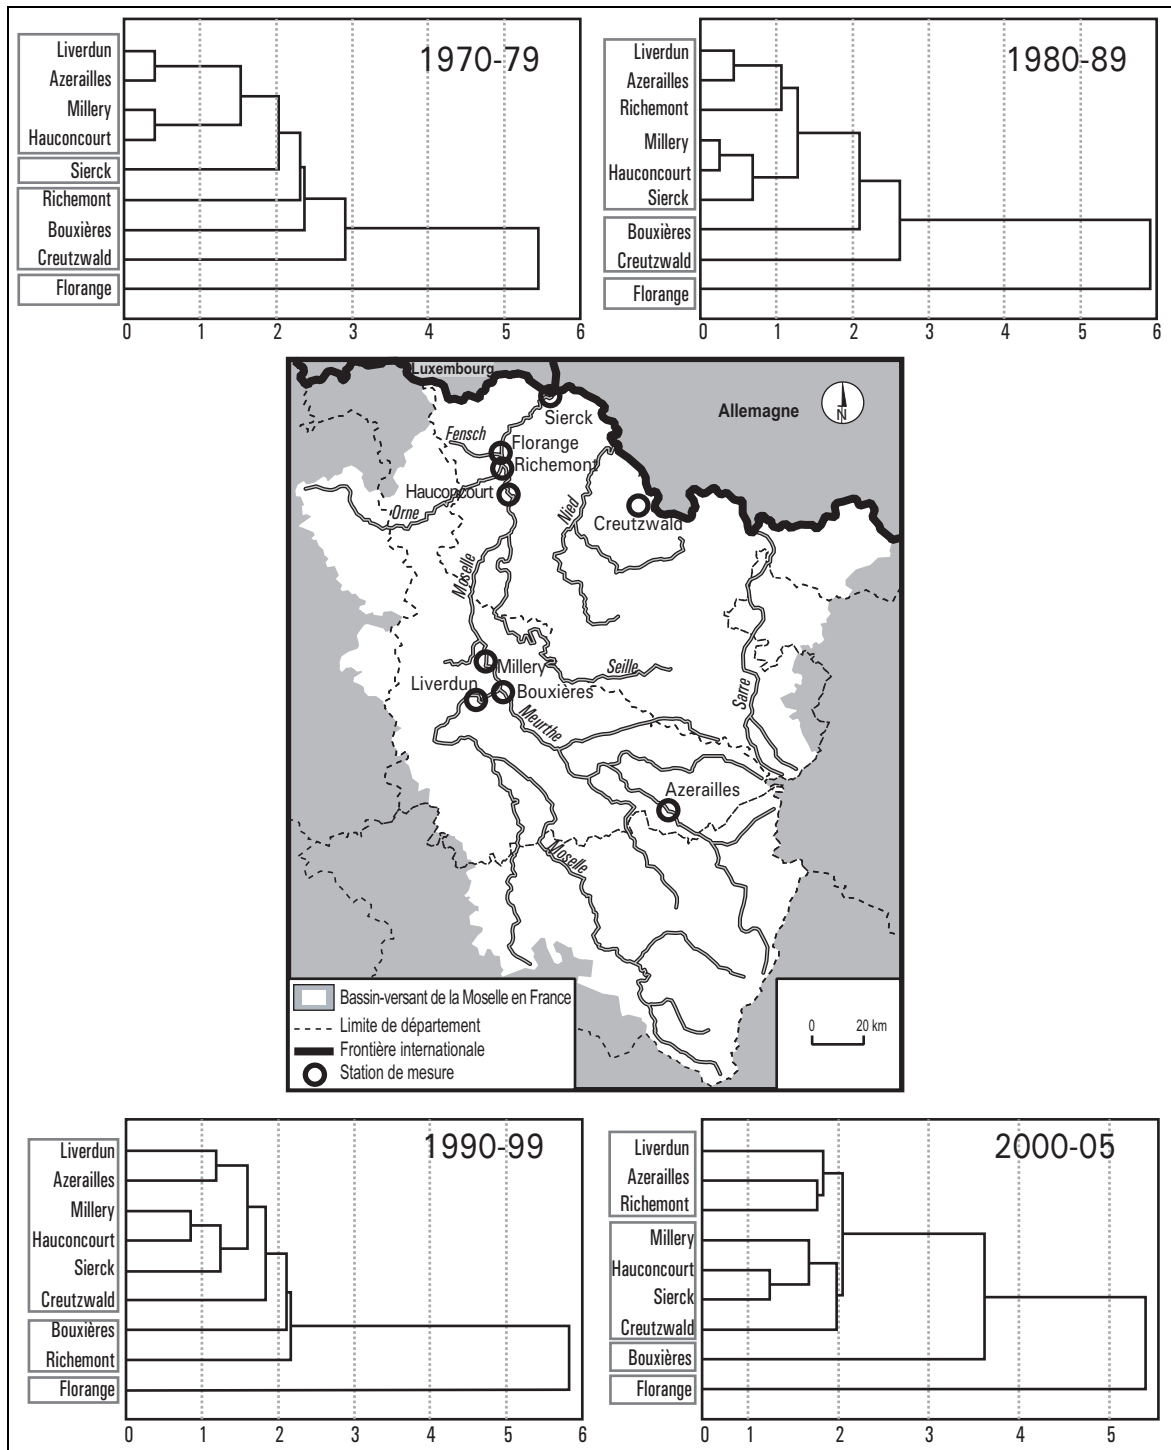 1970-79
Liverdun
Azerailles
Millery
Hauconcourt
Sierck
Richemont
Bouxières
Creutzwald
Florange
0 1 2 3 4 5 6
1980-89
Liverdun
Azerailles
Richemont
Millery
Hauconcourt
Sierck
Bouxières
Creutzwald
Florange
0 1 2 3 4 5 6
Luxembourg
Allemagne
N
Sierck
Fensch
Florange
Richemont
Hauconcourt
Orne
Nied
Creutzwald
Moselle
Millery
Seille
Liverdun
Bouxières
Meurthe
Sarre
Azerailles
Moselle
Bassin-versant de la Moselle en France
Limite de département
Frontière internationale
Station de mesure
0 20 km
1990-99
Liverdun
Azerailles
Millery
Hauconcourt
Sierck
Creutzwald
Bouxières
Richemont
Florange
0 1 2 3 4 5 6
2000-05
Liverdun
Azerailles
Richemont
Millery
Hauconcourt
Sierck
Creutzwald
Bouxières
Florange
0 1 2 3 4 5